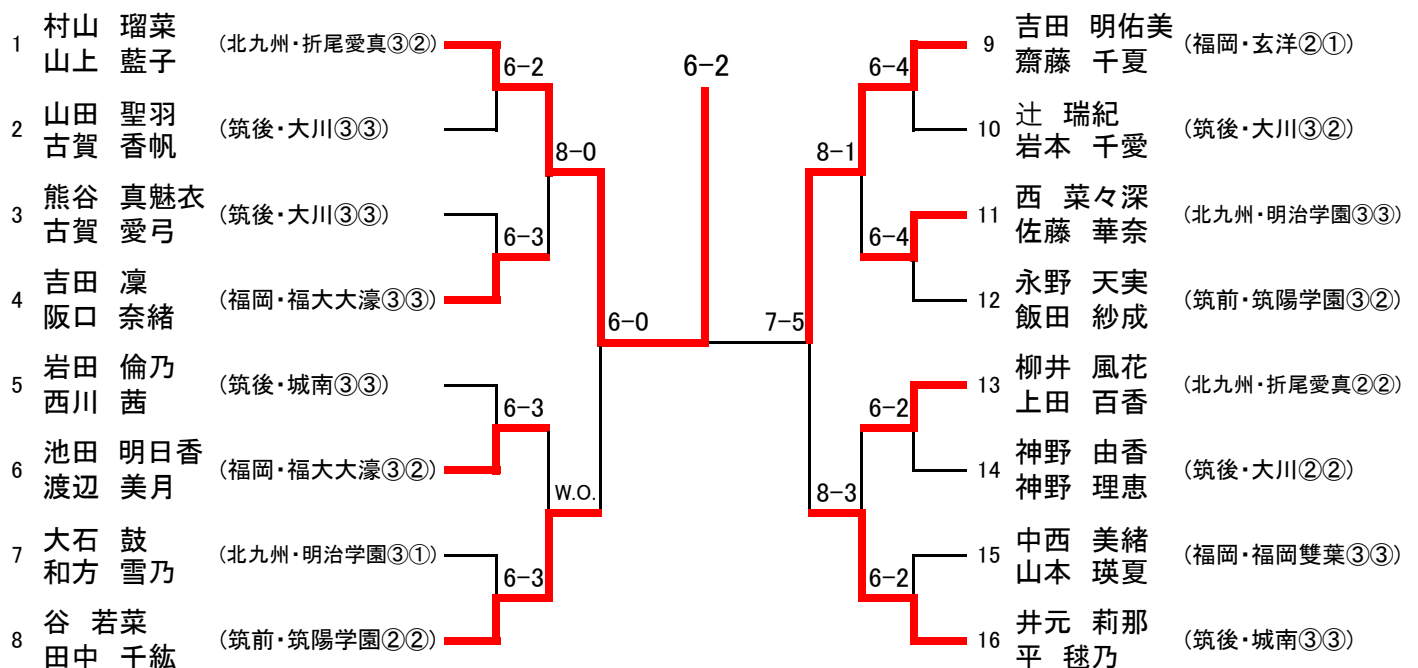 1 村山 瑠菜 (北九州・折尾愛真③②)
山上 藍子
6-2
2 山田 聖羽 (筑後・大川③③)
古賀 香帆
8-0
3 熊谷 真魅衣 (筑後・大川③③)
古賀 愛弓
6-3
4 吉田 凜 (福岡・福大大濠③③)
阪口 奈緒
6-0
5 岩田 倫乃 (筑後・城南③③)
西川 茜
6-3
6 池田 明日香 (福岡・福大大濠③②)
渡辺 美月
W.O.
7 大石 鼓 (北九州・明治学園③①)
和方 雪乃
6-3
8 谷 若菜 (筑前・筑陽学園②②)
田中 千紘
6-2
9 吉田 明佑美 (福岡・玄洋②①)
齋藤 千夏
6-4
10 辻 瑞紀 (筑後・大川③②)
岩本 千愛
8-1
11 西 菜々深 (北九州・明治学園③③)
佐藤 華奈
6-4
12 永野 天実 (筑前・筑陽学園③②)
飯田 紗成
7-5
13 柳井 風花 (北九州・折尾愛真②②)
上田 百香
6-2
14 神野 由香 (筑後・大川②②)
神野 理恵
8-3
15 中西 美緒 (福岡・福岡雙葉③③)
山本 瑛夏
6-2
16 井元 莉那 (筑後・城南③③)
平 毬乃